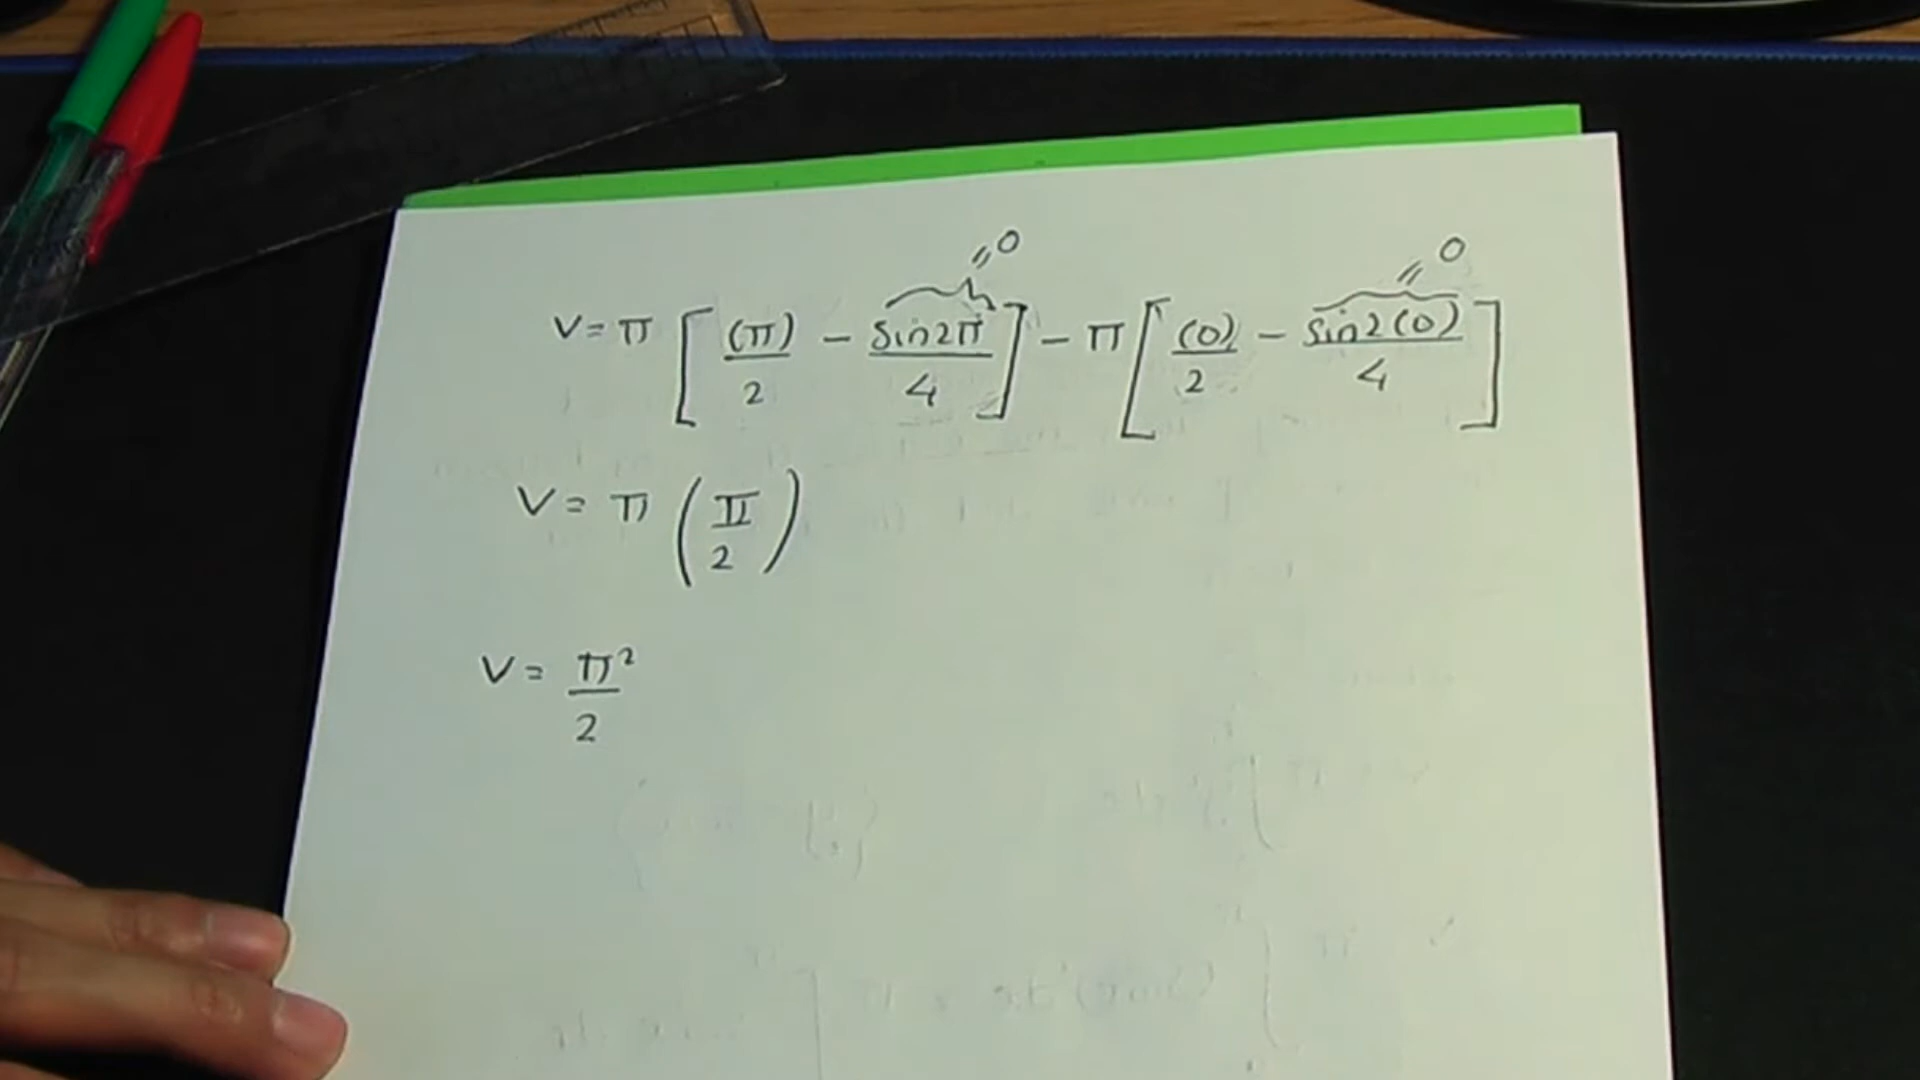 V = π [ (π)/2 − sin2π/4 ] − π [ (0)/2 − sin2(0)/4 ] = 0 = 0
V = π ( π/2 )
V = π²/2